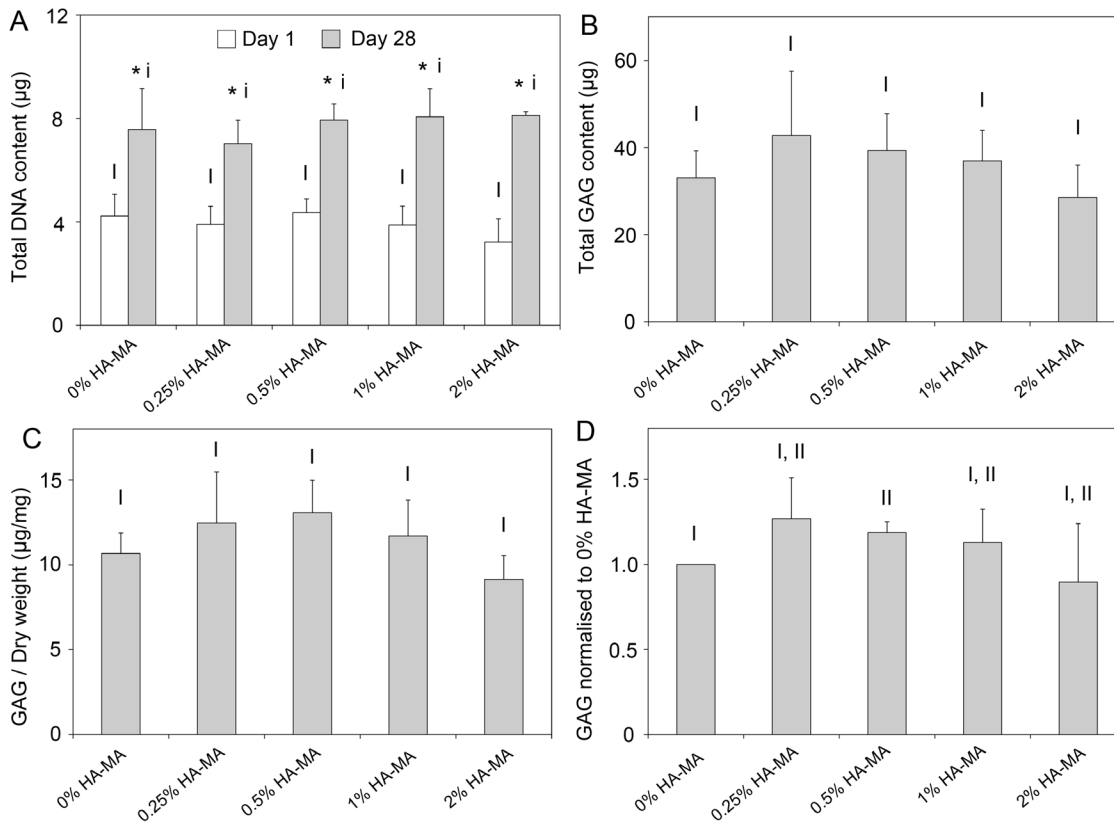 A
Total DNA content (µg)
12
8
4
0
Day 1
Day 28
* i
* i
* i
* i
* i
I
I
I
I
I
0% HA-MA
0.25% HA-MA
0.5% HA-MA
1% HA-MA
2% HA-MA
B
Total GAG content (µg)
60
40
20
0
I
I
I
I
I
0% HA-MA
0.25% HA-MA
0.5% HA-MA
1% HA-MA
2% HA-MA
C
GAG / Dry weight (µg/mg)
15
10
5
0
I
I
I
I
I
0% HA-MA
0.25% HA-MA
0.5% HA-MA
1% HA-MA
2% HA-MA
D
GAG normalised to 0% HA-MA
1.5
1.0
0.5
0
I
I, II
II
I, II
I, II
0% HA-MA
0.25% HA-MA
0.5% HA-MA
1% HA-MA
2% HA-MA